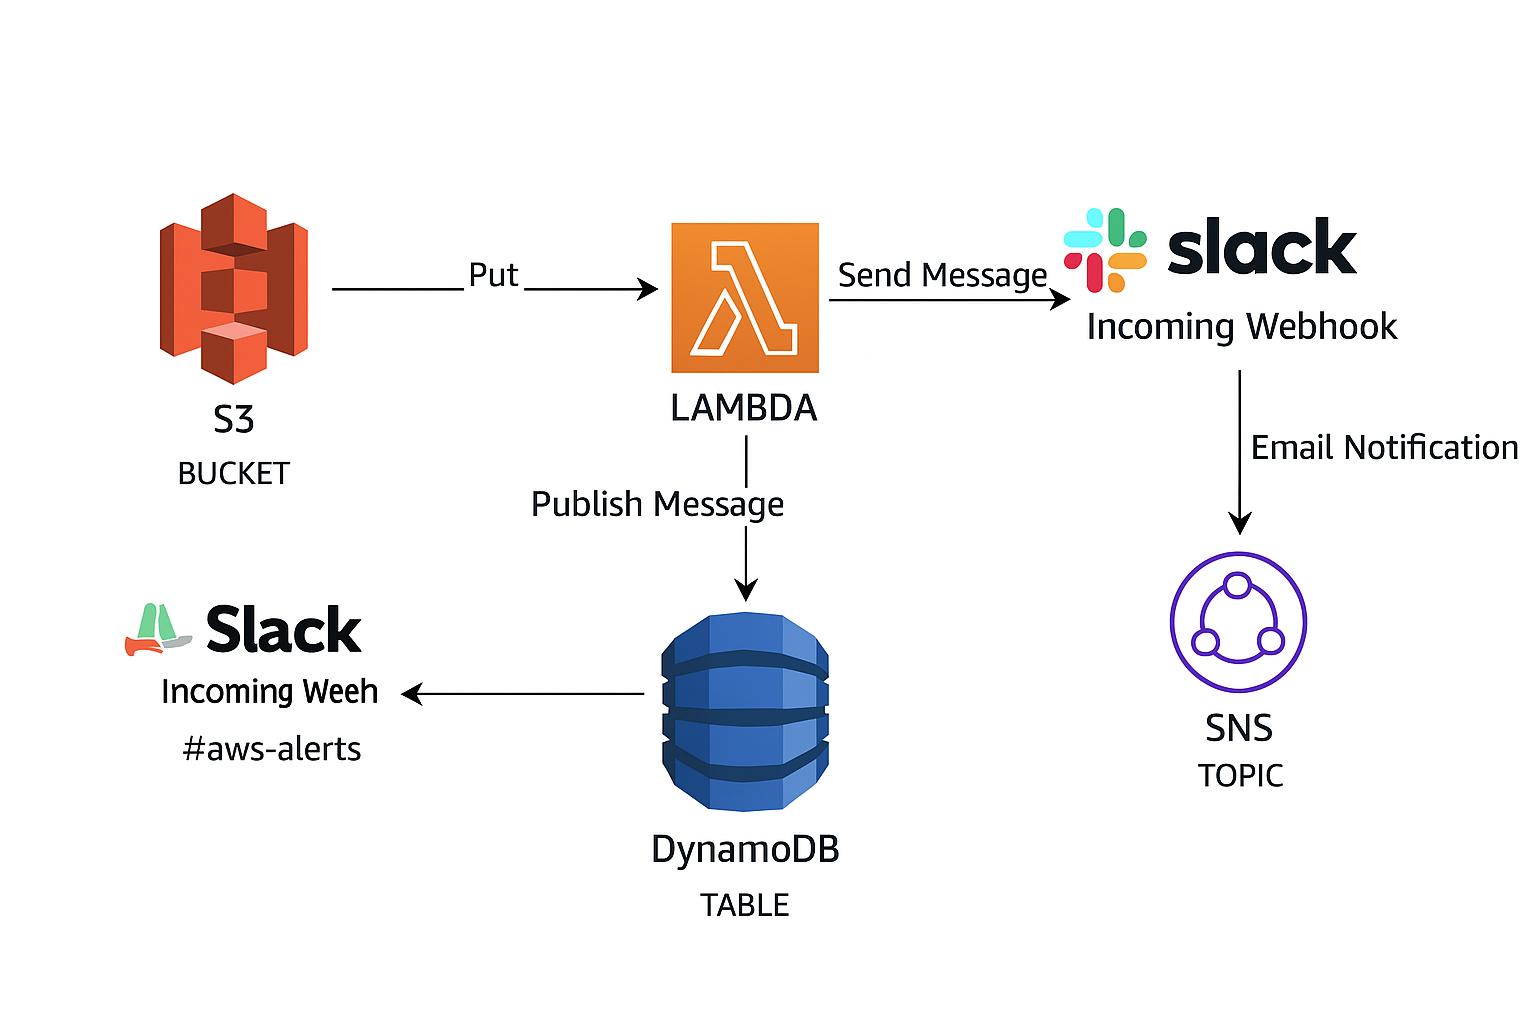 Put
Send Message
slack
Incoming Webhook
S3
BUCKET
LAMBDA
Email Notification
Publish Message
Slack
Incoming Weeh
#aws-alerts
SNS
TOPIC
DynamoDB
TABLE